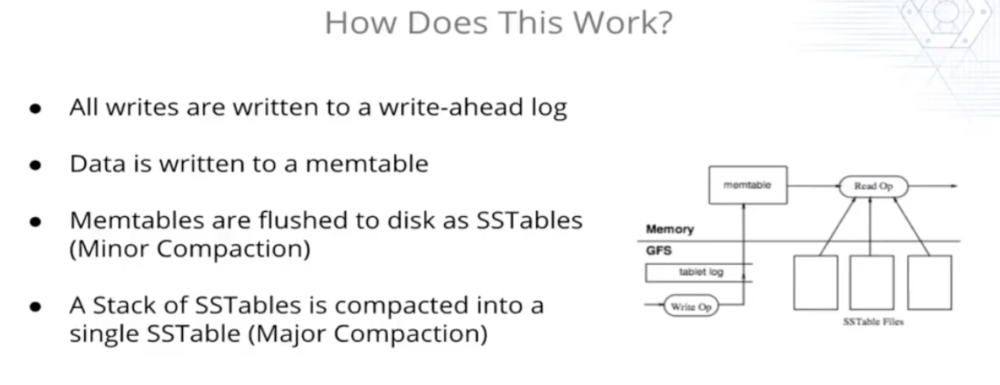 How Does This Work?
● All writes are written to a write-ahead log
● Data is written to a memtable
● Memtables are flushed to disk as SSTables
(Minor Compaction)
● A Stack of SSTables is compacted into a
single SSTable (Major Compaction)
memtable
Read Op
Memory
GFS
tablet log
Write Op
SSTable Files